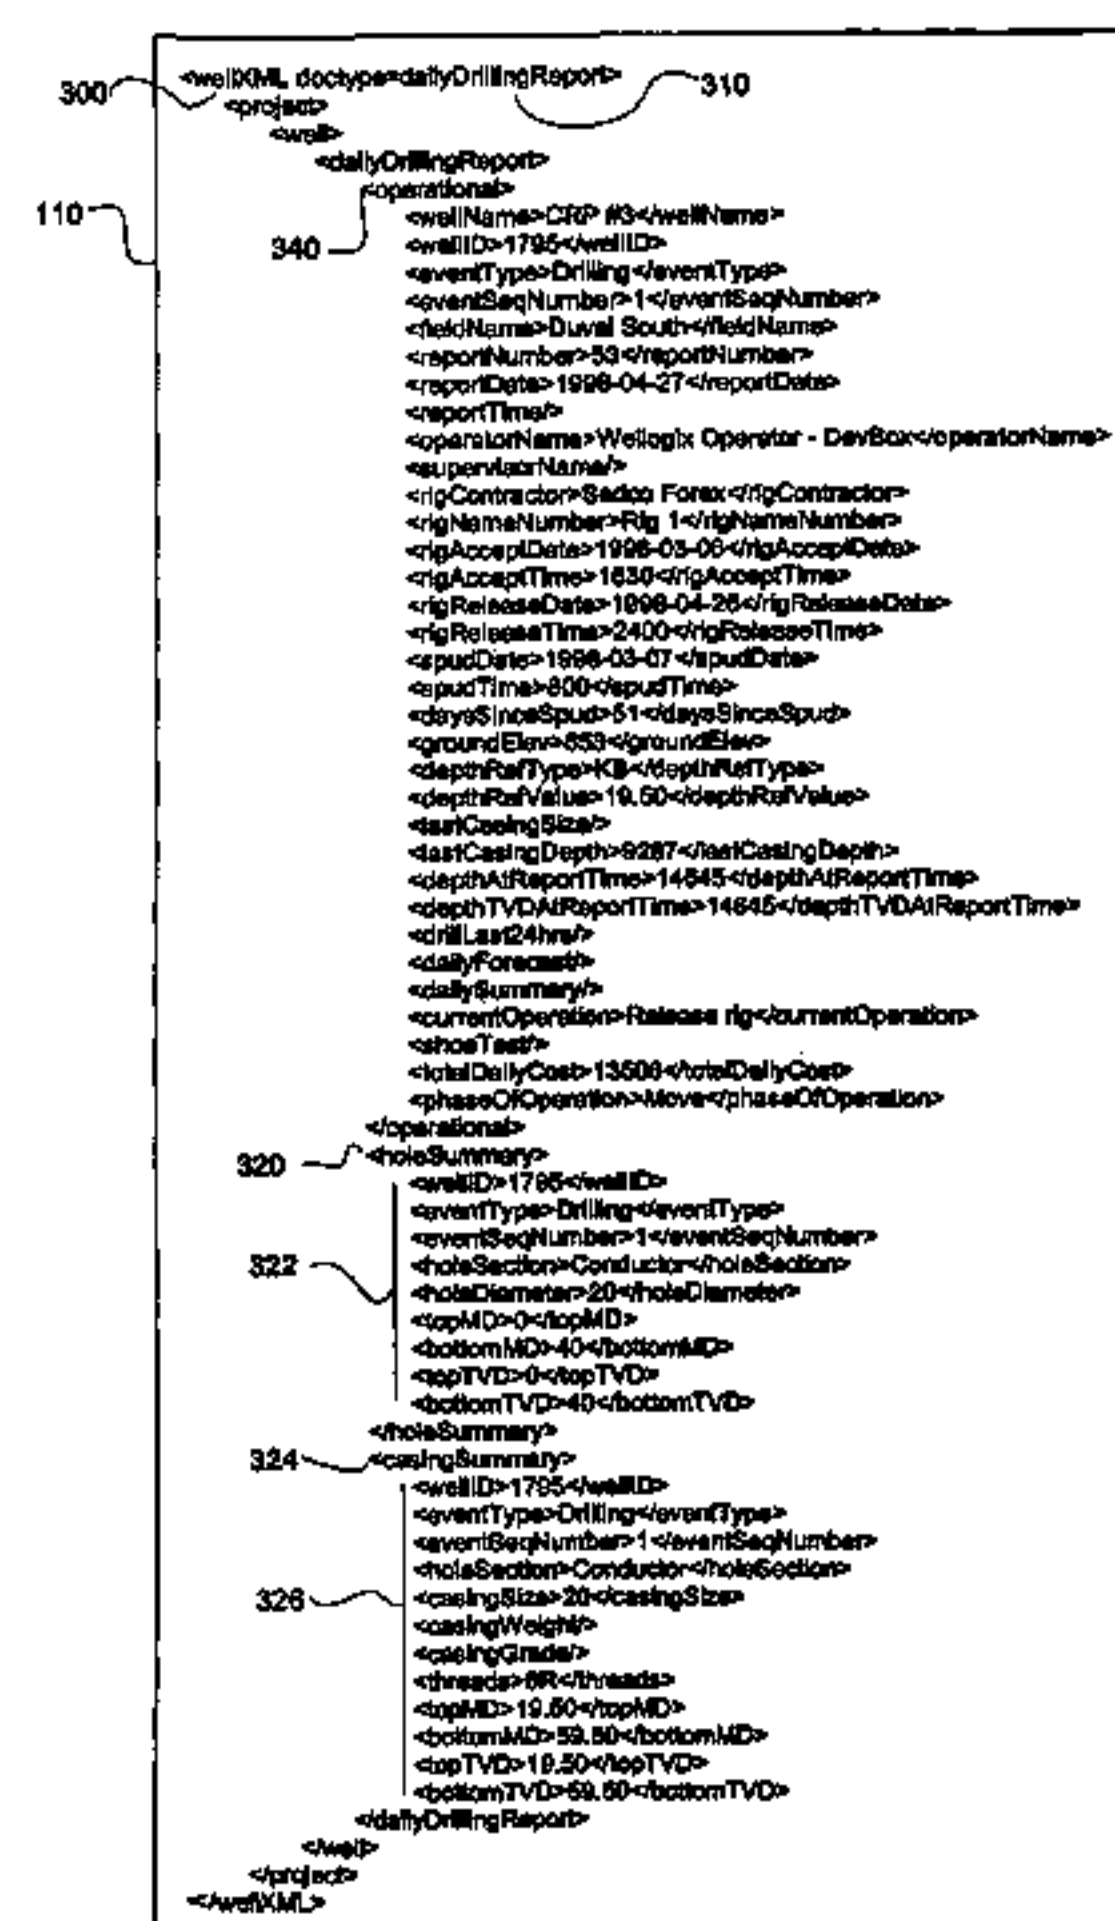 <wellXML doctype=dailyDrillingReport>
300
310
<project>
<well>
<dailyDrillingReport>
<operational>
110
340
<wellName>CRP #3</wellName>
<wellID>1795</wellID>
<eventType>Drilling</eventType>
<eventSeqNumber>1</eventSeqNumber>
<fieldName>Duval South</fieldName>
<reportNumber>53</reportNumber>
<reportDate>1998-04-27</reportDate>
<reportTime/>
<operatorName>Wellogix Operator - DevBox</operatorName>
<supervisorName/>
<rigContractor>Sedco Forex</rigContractor>
<rigNameNumber>Rig 1</rigNameNumber>
<rigAcceptDate>1998-03-06</rigAcceptDate>
<rigAcceptTime>1630</rigAcceptTime>
<rigReleaseDate>1998-04-26</rigReleaseDate>
<rigReleaseTime>2400</rigReleaseTime>
<spudDate>1998-03-07</spudDate>
<spudTime>800</spudTime>
<daysSinceSpud>51</daysSinceSpud>
<groundElev>553</groundElev>
<depthRefType>KB</depthRefType>
<depthRefValue>19.50</depthRefValue>
<lastCasingSize/>
<lastCasingDepth>9287</lastCasingDepth>
<depthAtReportTime>14645</depthAtReportTime>
<depthTVDAtReportTime>14645</depthTVDAtReportTime>
<drillLast24hrs/>
<dailyForecast/>
<dailySummary/>
<currentOperation>Release rig</currentOperation>
<shoeTest/>
<totalDailyCost>13506</totalDailyCost>
<phaseOfOperation>Move</phaseOfOperation>
</operational>
320
<holeSummary>
<wellID>1795</wellID>
<eventType>Drilling</eventType>
<eventSeqNumber>1</eventSeqNumber>
322
<holeSection>Conductor</holeSection>
<holeDiameter>20</holeDiameter>
<topMD>0</topMD>
<bottomMD>40</bottomMD>
<topTVD>0</topTVD>
<bottomTVD>40</bottomTVD>
</holeSummary>
324
<casingSummary>
<wellID>1795</wellID>
<eventType>Drilling</eventType>
<eventSeqNumber>1</eventSeqNumber>
<holeSection>Conductor</holeSection>
326
<casingSize>20</casingSize>
<casingWeight/>
<casingGrade/>
<threads>8R</threads>
<topMD>19.50</topMD>
<bottomMD>59.50</bottomMD>
<topTVD>19.50</topTVD>
<bottomTVD>59.50</bottomTVD>
</dailyDrillingReport>
</well>
</project>
</wellXML>